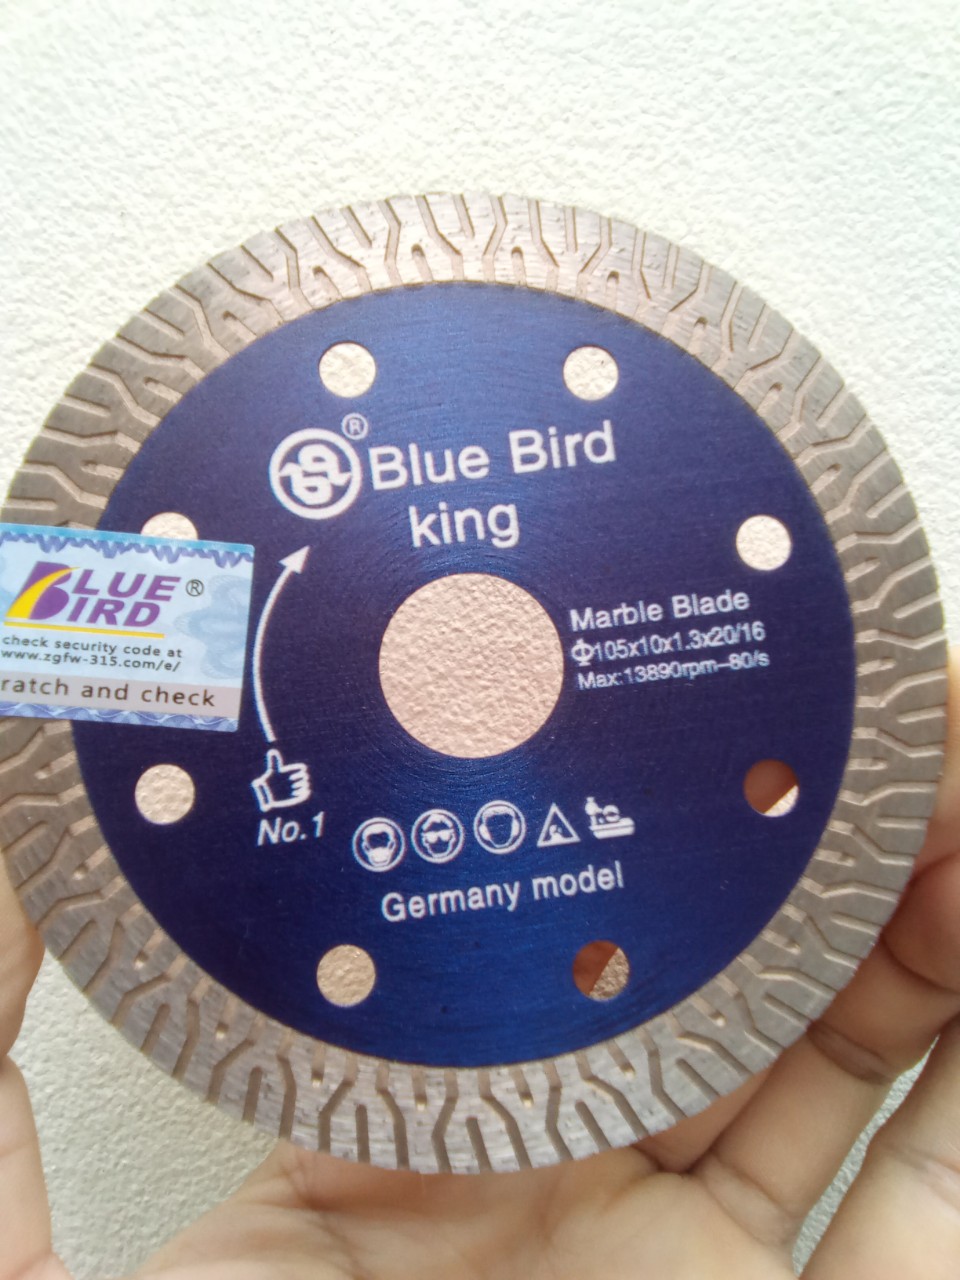 ®
Blue Bird
king
BLUE BIRD®
check security code at
www.zgfw-315.com/e/
ratch and check
Marble Blade
Φ105x10x1.3x20/16
Max:13890rpm-80/s
No.1
Germany model